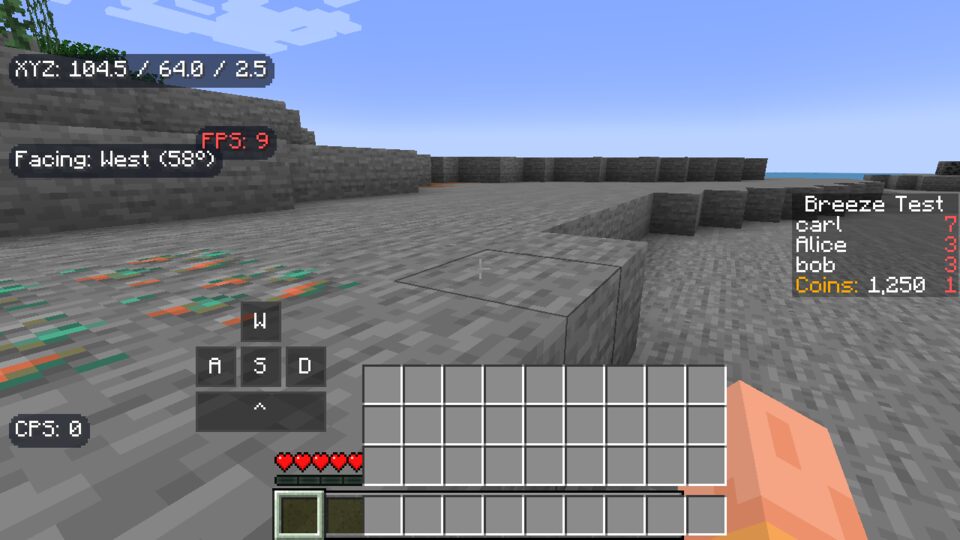 XYZ: 104.5 / 64.0 / 2.5
FPS: 9
Facing: West (58°)
Breeze Test
carl 7
Alice 3
bob 3
Coins: 1,250 1
W
A S D
^
CPS: 0